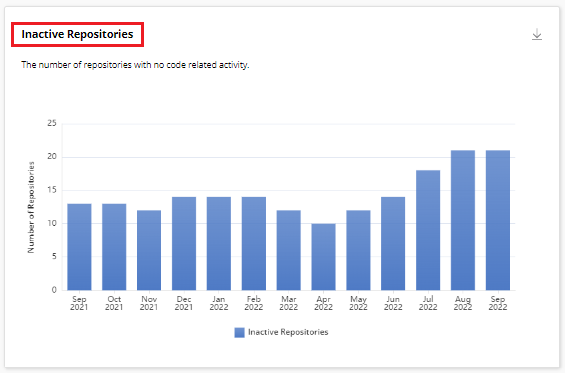 Inactive Repositories
The number of repositories with no code related activity.
25
20
15
10
5
0
Number of Repositories
Sep 2021
Oct 2021
Nov 2021
Dec 2021
Jan 2022
Feb 2022
Mar 2022
Apr 2022
May 2022
Jun 2022
Jul 2022
Aug 2022
Sep 2022
Inactive Repositories